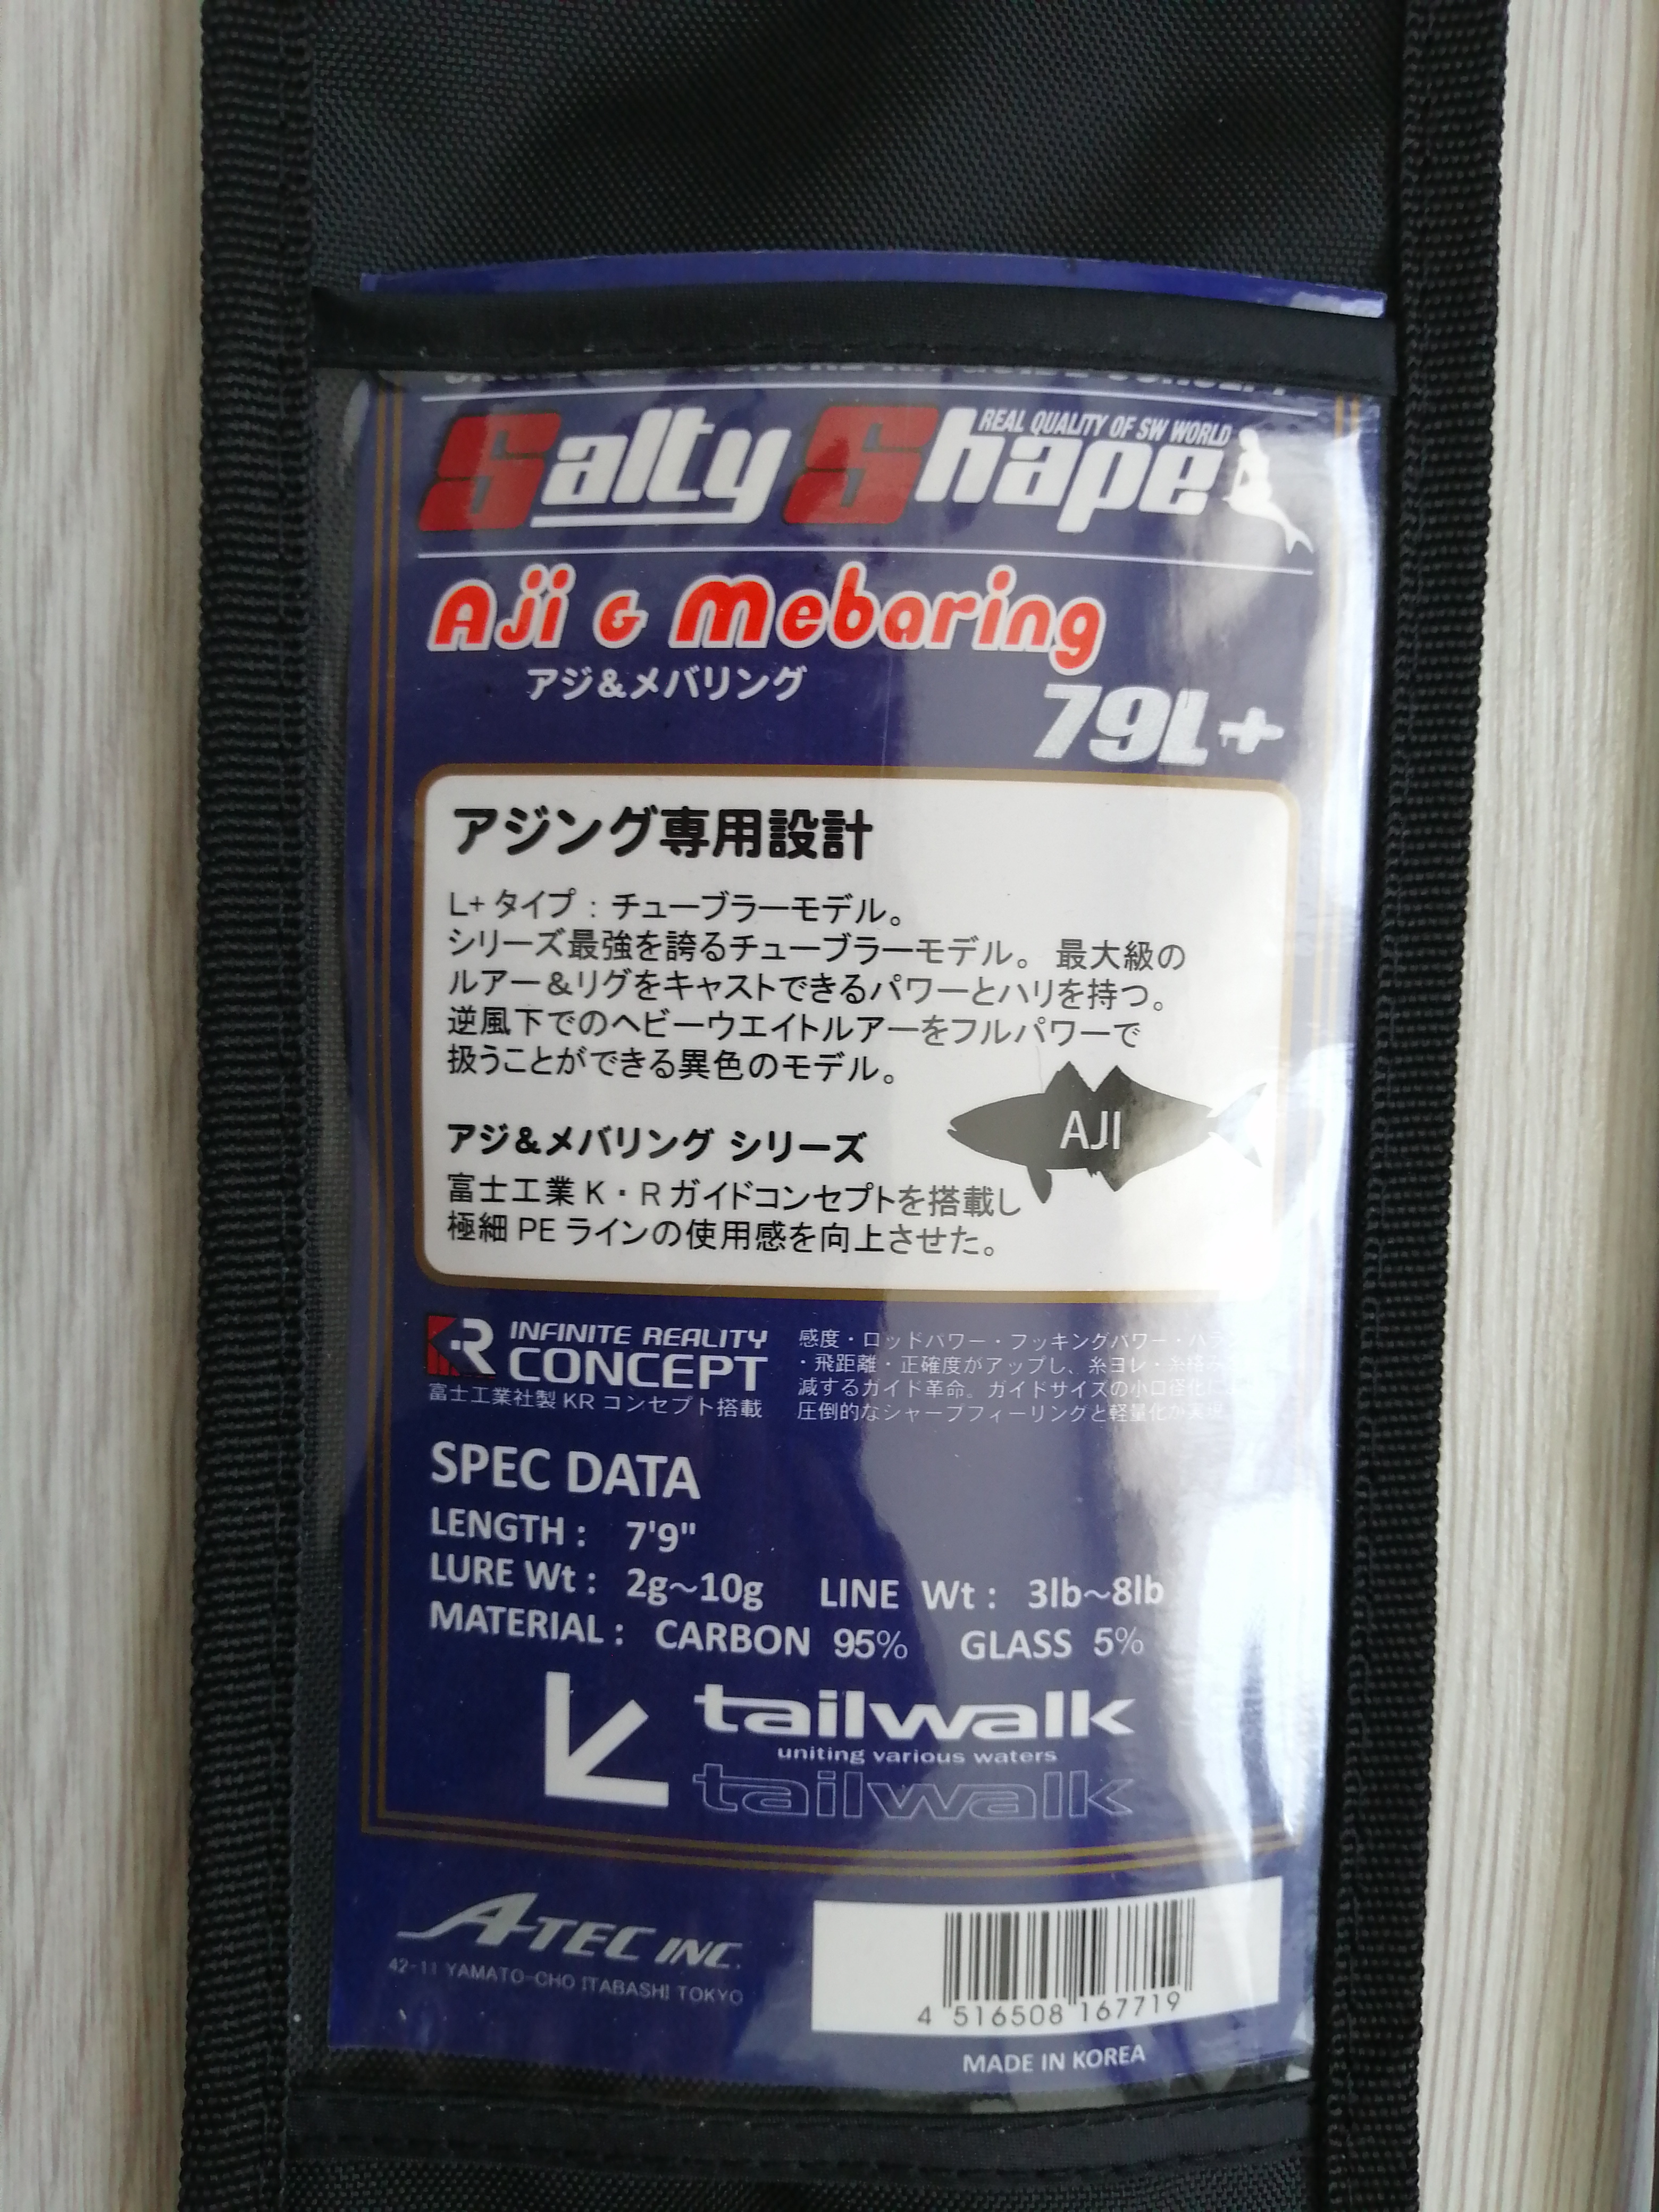 Salty Shape
REAL QUALITY OF SW WORLD
Aji & Mebaring
アジ&メバリング
79L+
アジング専用設計
L+タイプ：チューブラーモデル。
シリーズ最強を誇るチューブラーモデル。最大級の
ルアー&リグをキャストできるパワーとハリを持つ。
逆風下でのヘビーウエイトルアーをフルパワーで
扱うことができる異色のモデル。
AJI
アジ&メバリング シリーズ
富士工業K・Rガイドコンセプトを搭載し
極細PEラインの使用感を向上させた。
KR INFINITE REALITY
CONCEPT
富士工業社製KRコンセプト搭載
感度・ロッドパワー・フッキングパワー・
・飛距離・正確度がアップし、糸ヨレ・
減するガイド革命。ガイドサイズの小口径化
圧倒的なシャープフィーリングと軽量化が
SPEC DATA
LENGTH : 7'9"
LURE Wt : 2g~10g LINE Wt : 3lb~8lb
MATERIAL : CARBON 95% GLASS 5%
tailwalk
uniting various waters
tailwalk
A-TEC INC.
42-11 YAMATO-CHO ITABASHI TOKYO
4 516508 167719
MADE IN KOREA